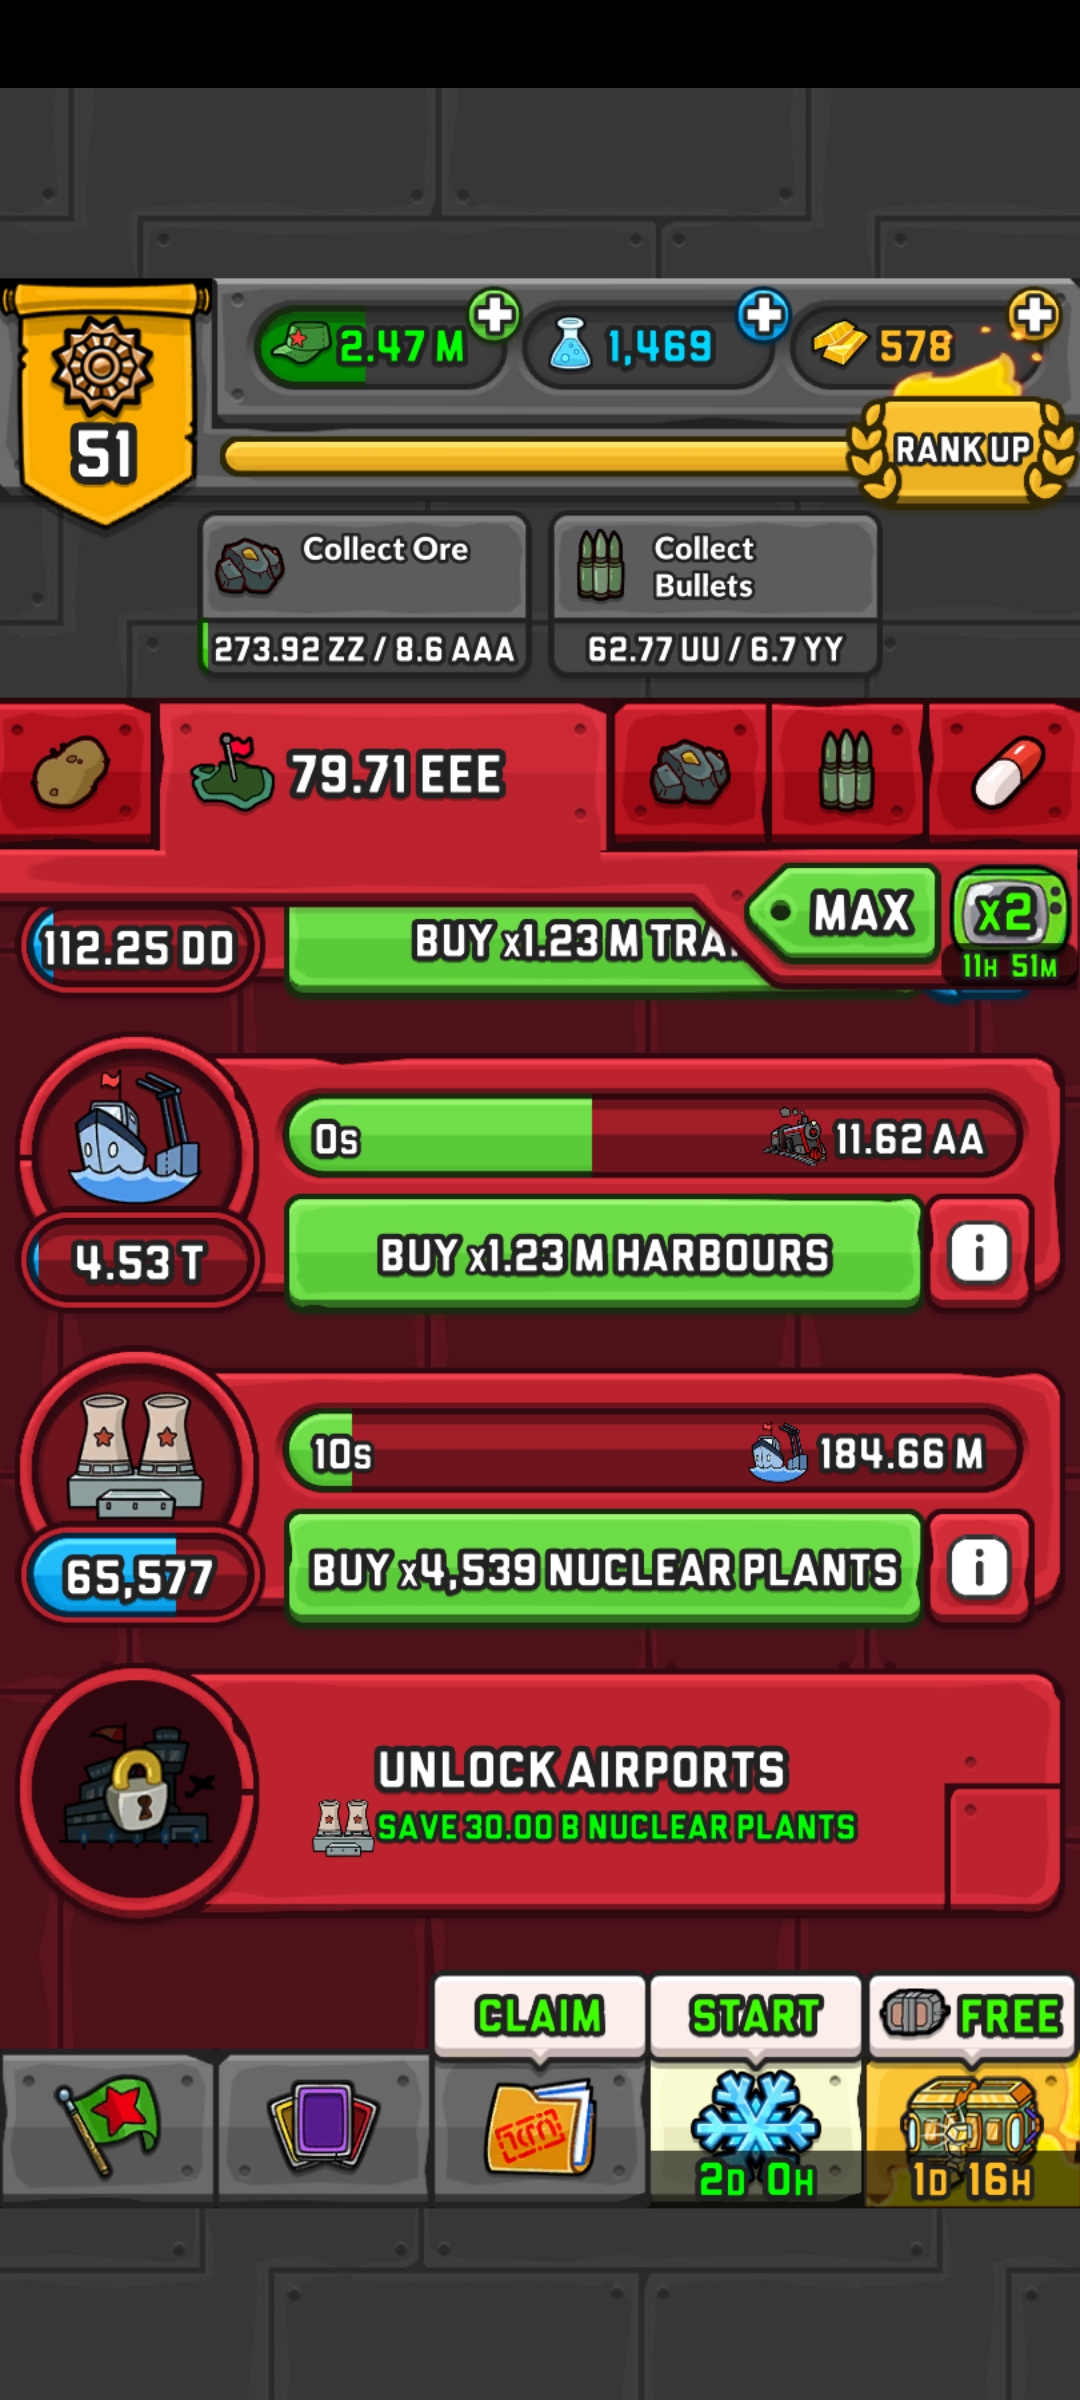 2.47 M
1,469
578
51
RANK UP
Collect Ore
273.92 ZZ / 8.6 AAA
Collect
Bullets
62.77 UU / 6.7 YY
79.71 EEE
MAX
x2
11H 51M
112.25 DD
BUY x1.23 M
0s
11.62 AA
4.53 T
BUY x1.23 M HARBOURS
i
10s
184.66 M
65,577
BUY x4,539 NUCLEAR PLANTS
i
UNLOCK AIRPORTS
SAVE 30.00 B NUCLEAR PLANTS
CLAIM
START
FREE
2D 0H
1D 16H